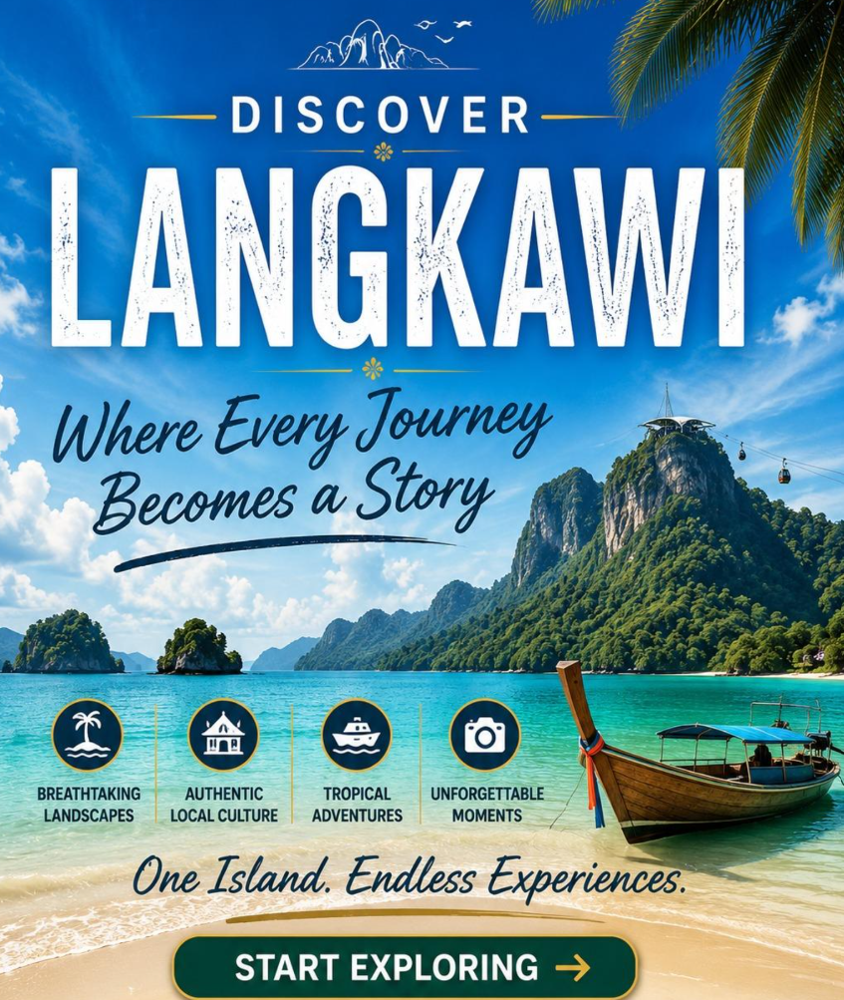 DISCOVER
LANGKAWI
Where Every Journey
Becomes a Story
BREATHTAKING
LANDSCAPES
AUTHENTIC
LOCAL CULTURE
TROPICAL
ADVENTURES
UNFORGETTABLE
MOMENTS
One Island. Endless Experiences.
START EXPLORING →